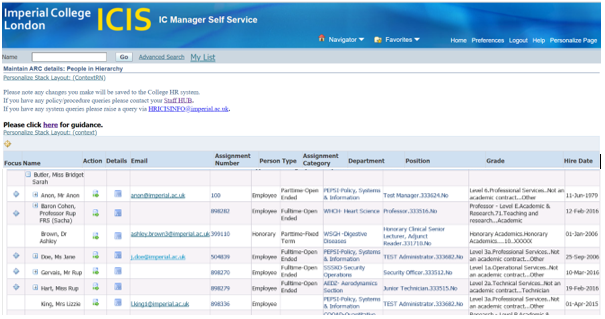 Imperial College
London
ICIS
IC Manager Self Service
Navigator Favorites Home Preferences Logout Help Personalize Page
Name Go Advanced Search My List
Maintain ARC details: People in Hierarchy
Personalize Stack Layout: (ContextRN)
Please note any changes you make will be saved to the College HR system.
If you have any policy/procedure queries please contact your Staff HUB.
If you have any system queries please raise a query via HRICISINFO@imperial.ac.uk.
Please click here for guidance.
Personalize Stack Layout: (context)
Focus Name Action Details Email Assignment Number Person Type Assignment Category Department Position Grade Hire Date
Butler, Miss Bridget
Sarah
Anon, Mr Anon anon@imperial.ac.uk 100 Employee Parttime-Open Ended PEPSI-Policy, Systems & Information Test Manager.333624.No Level 6.Professional Services..Not an academic contract...Other 11-Jun-1979
Baron Cohen, Professor Rup FRS (Sacha) 898282 Employee Fulltime-Open Ended WHCH- Heart Science Professor.333516.No Professor - Level E.Academic & Research.71.Teaching and research...Academic 12-Feb-2016
Brown, Dr Ashley ashley.brown3@imperial.ac.uk 399110 Honorary Parttime-Fixed Term WSGH -Digestive Diseases Honorary Clinical Senior Lecturer, Adjunct Reader.331710.No Honorary Academics.Honorary Academics....10..XXXXX 01-Jan-2006
Doe, Ms Jane j.doe@imperial.ac.uk 504839 Employee Fulltime-Open Ended PEPSI-Policy, Systems & Information TEST Administrator.333682.No Level 3a.Professional Services..Not an academic contract...Other 25-Sep-2006
Gervais, Mr Rup 898270 Employee Fulltime-Open Ended SSSKD-Security Operations Security Officer.333512.No Level 1a.Operational Services..Not an academic contract...Other 10-Mar-2016
Hart, Miss Rup 898279 Employee Fulltime-Open Ended AEDZ- Aerodynamics Section Junior Technician.333515.No Level 2a.Technical Services..Not an academic contract...Technician 19-Feb-2016
King, Mrs Lizzie l.king1@imperial.ac.uk 898336 Employee Fulltime-Open Ended PEPSI-Policy, Systems & Information TEST Administrator.333682.No Level 3a.Professional Services..Not an academic contract...Other 01-Apr-2015